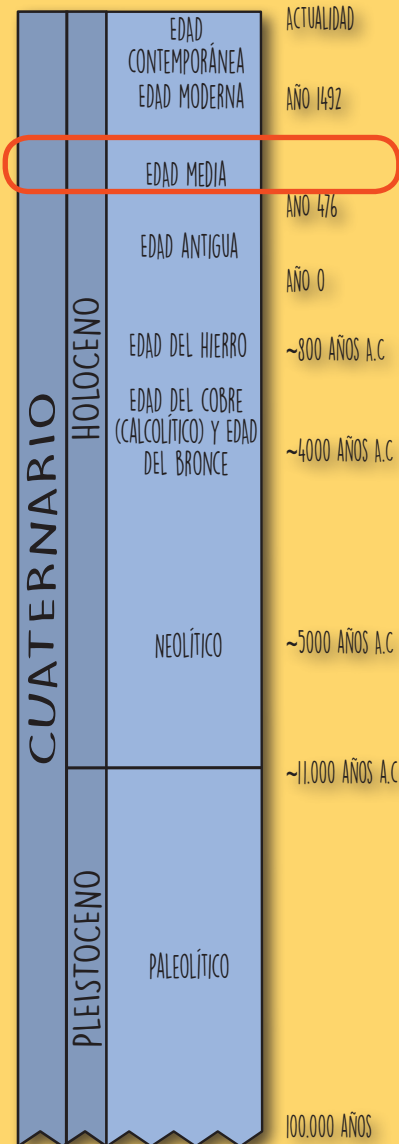 ACTUALIDAD
EDAD
CONTEMPORÁNEA
EDAD MODERNA
AÑO 1492
EDAD MEDIA
AÑO 476
EDAD ANTIGUA
AÑO 0
EDAD DEL HIERRO
~800 AÑOS A.C
EDAD DEL COBRE
(CALCOLÍTICO) Y EDAD
DEL BRONCE
~4000 AÑOS A.C
NEOLÍTICO
~5000 AÑOS A.C
~11.000 AÑOS A.C
PALEOLÍTICO
100.000 AÑOS
CUATERNARIO
HOLOCENO
PLEISTOCENO